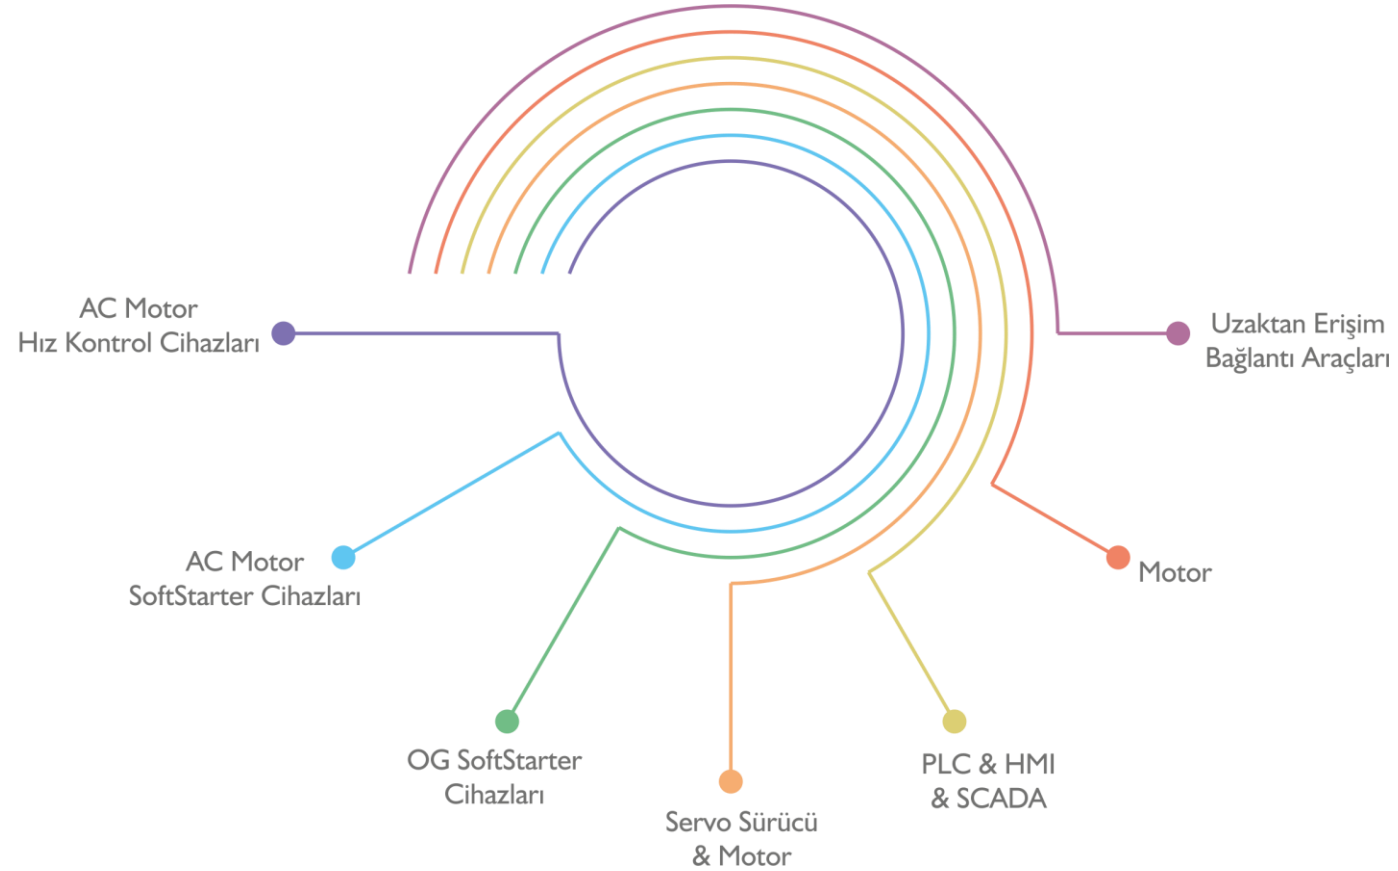 AC Motor
Hız Kontrol Cihazları
AC Motor
SoftStarter Cihazları
OG SoftStarter
Cihazları
Servo Sürücü
& Motor
PLC & HMI
& SCADA
Motor
Uzaktan Erişim
Bağlantı Araçları